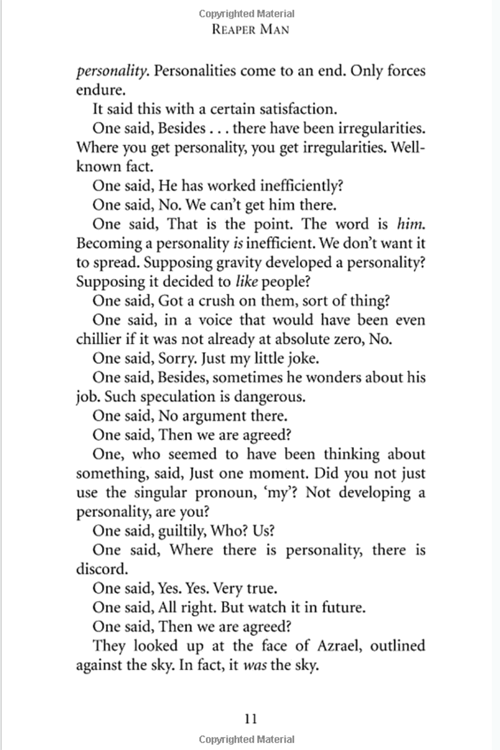 Copyrighted Material
REAPER MAN
personality. Personalities come to an end. Only forces
endure.
It said this with a certain satisfaction.
One said, Besides . . . there have been irregularities.
Where you get personality, you get irregularities. Well-
known fact.
One said, He has worked inefficiently?
One said, No. We can't get him there.
One said, That is the point. The word is him.
Becoming a personality is inefficient. We don't want it
to spread. Supposing gravity developed a personality?
Supposing it decided to like people?
One said, Got a crush on them, sort of thing?
One said, in a voice that would have been even
chillier if it was not already at absolute zero, No.
One said, Sorry. Just my little joke.
One said, Besides, sometimes he wonders about his
job. Such speculation is dangerous.
One said, No argument there.
One said, Then we are agreed?
One, who seemed to have been thinking about
something, said, Just one moment. Did you not just
use the singular pronoun, ‘my’? Not developing a
personality, are you?
One said, guiltily, Who? Us?
One said, Where there is personality, there is
discord.
One said, Yes. Yes. Very true.
One said, All right. But watch it in future.
One said, Then we are agreed?
They looked up at the face of Azrael, outlined
against the sky. In fact, it was the sky.
11
Copyrighted Material